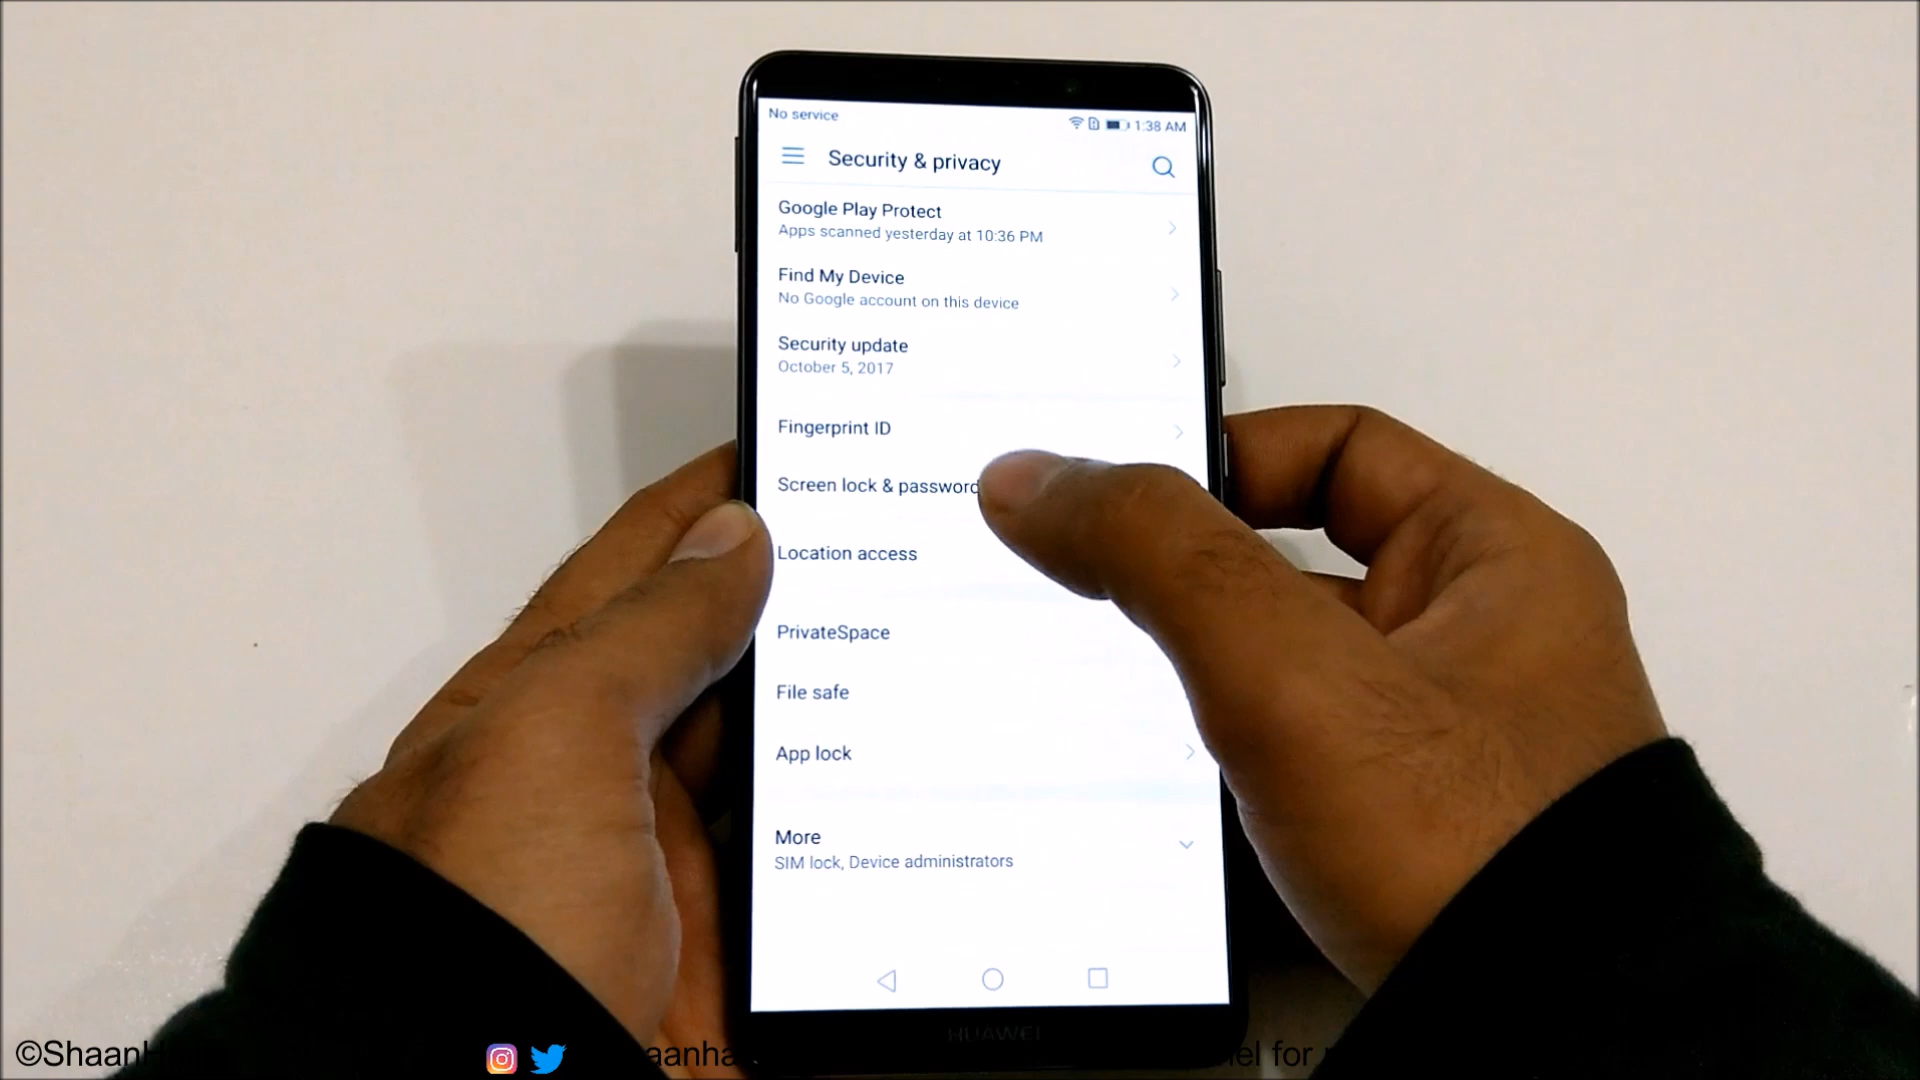 No service
1:38 AM
Security & privacy
Google Play Protect
Apps scanned yesterday at 10:36 PM
Find My Device
No Google account on this device
Security update
October 5, 2017
Fingerprint ID
Screen lock & password
Location access
PrivateSpace
File safe
App lock
More
SIM lock, Device administrators
HUAWEI
for